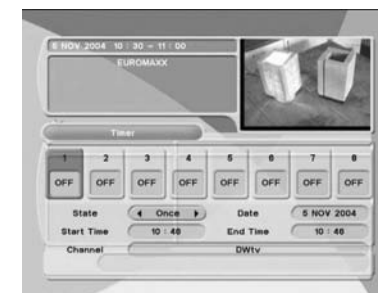 5 NOV 2004 10 : 30 - 11 : 00
EUROMAXX
Timer
1 2 3 4 5 6 7 8
OFF OFF OFF OFF OFF OFF OFF OFF
State Once Date 5 NOV 2004
Start Time 10 : 46 End Time 10 : 46
Channel DWtv